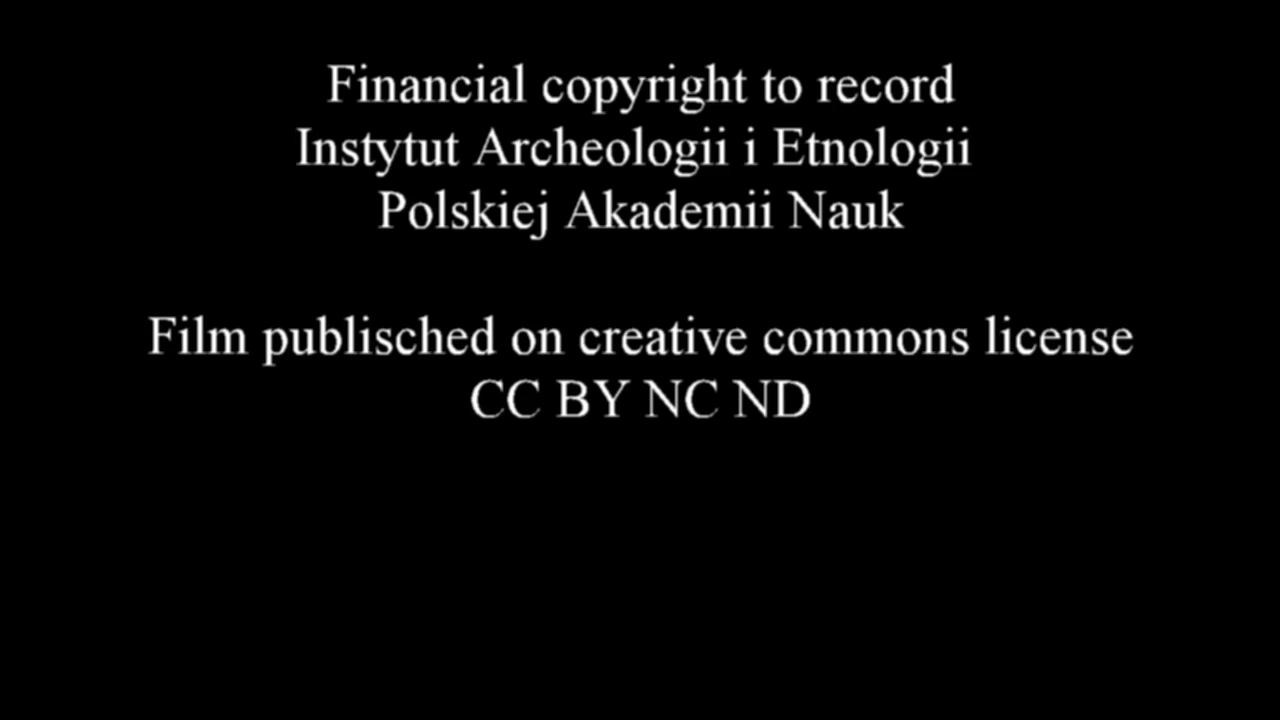 Financial copyright to record
Instytut Archeologii i Etnologii
Polskiej Akademii Nauk
Film publisched on creative commons license
CC BY NC ND